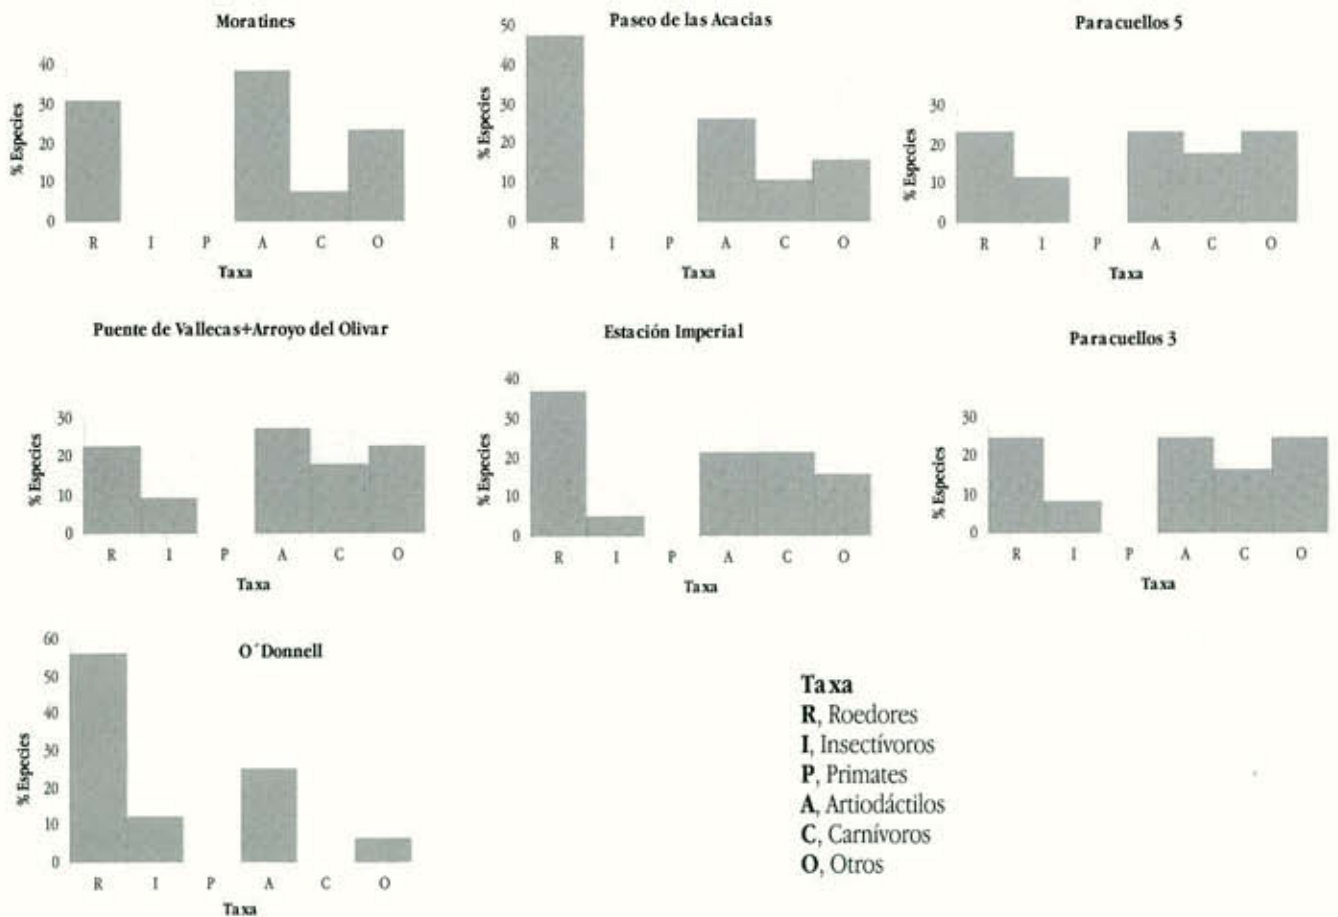 Moratines
% Especies
40
30
20
10
0
R I P A C O
Taxa
Paseo de las Acacias
% Especies
50
40
30
20
10
0
R I P A C O
Taxa
Paracuellos 5
% Especies
30
20
10
0
R I P A C O
Taxa
Puente de Vallecas+Arroyo del Olivar
% Especies
30
20
10
0
R I P A C O
Taxa
Estación Imperial
% Especies
40
30
20
10
0
R I P A C O
Taxa
Paracuellos 3
% Especies
30
20
10
0
R I P A C O
Taxa
O´Donnell
% Especies
60
50
40
30
20
10
0
R I P A C O
Taxa
Taxa
R, Roedores
I, Insectívoros
P, Primates
A, Artiodáctilos
C, Carnívoros
O, Otros